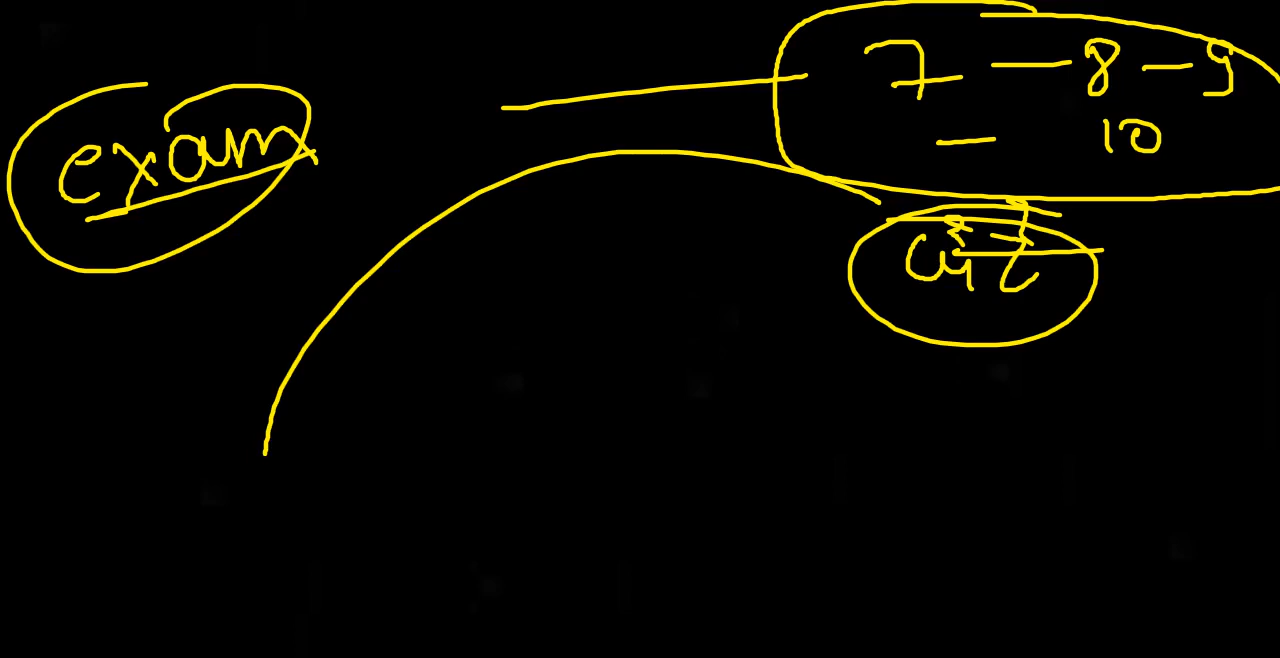 exam
7 — 8 — 9
— 10